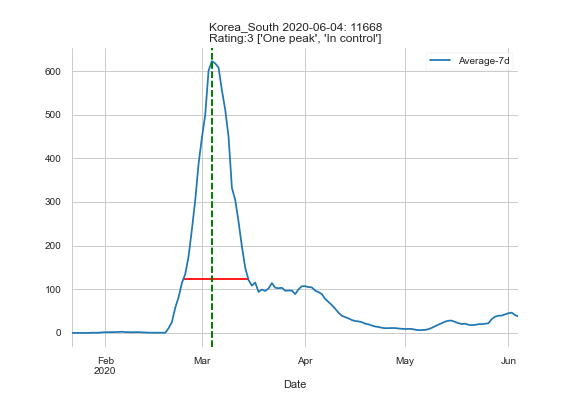 Korea_South 2020-06-04: 11668
Rating:3 ['One peak', 'In control']
Average-7d
600
500
400
300
200
100
0
Feb Mar Apr May Jun
2020
Date